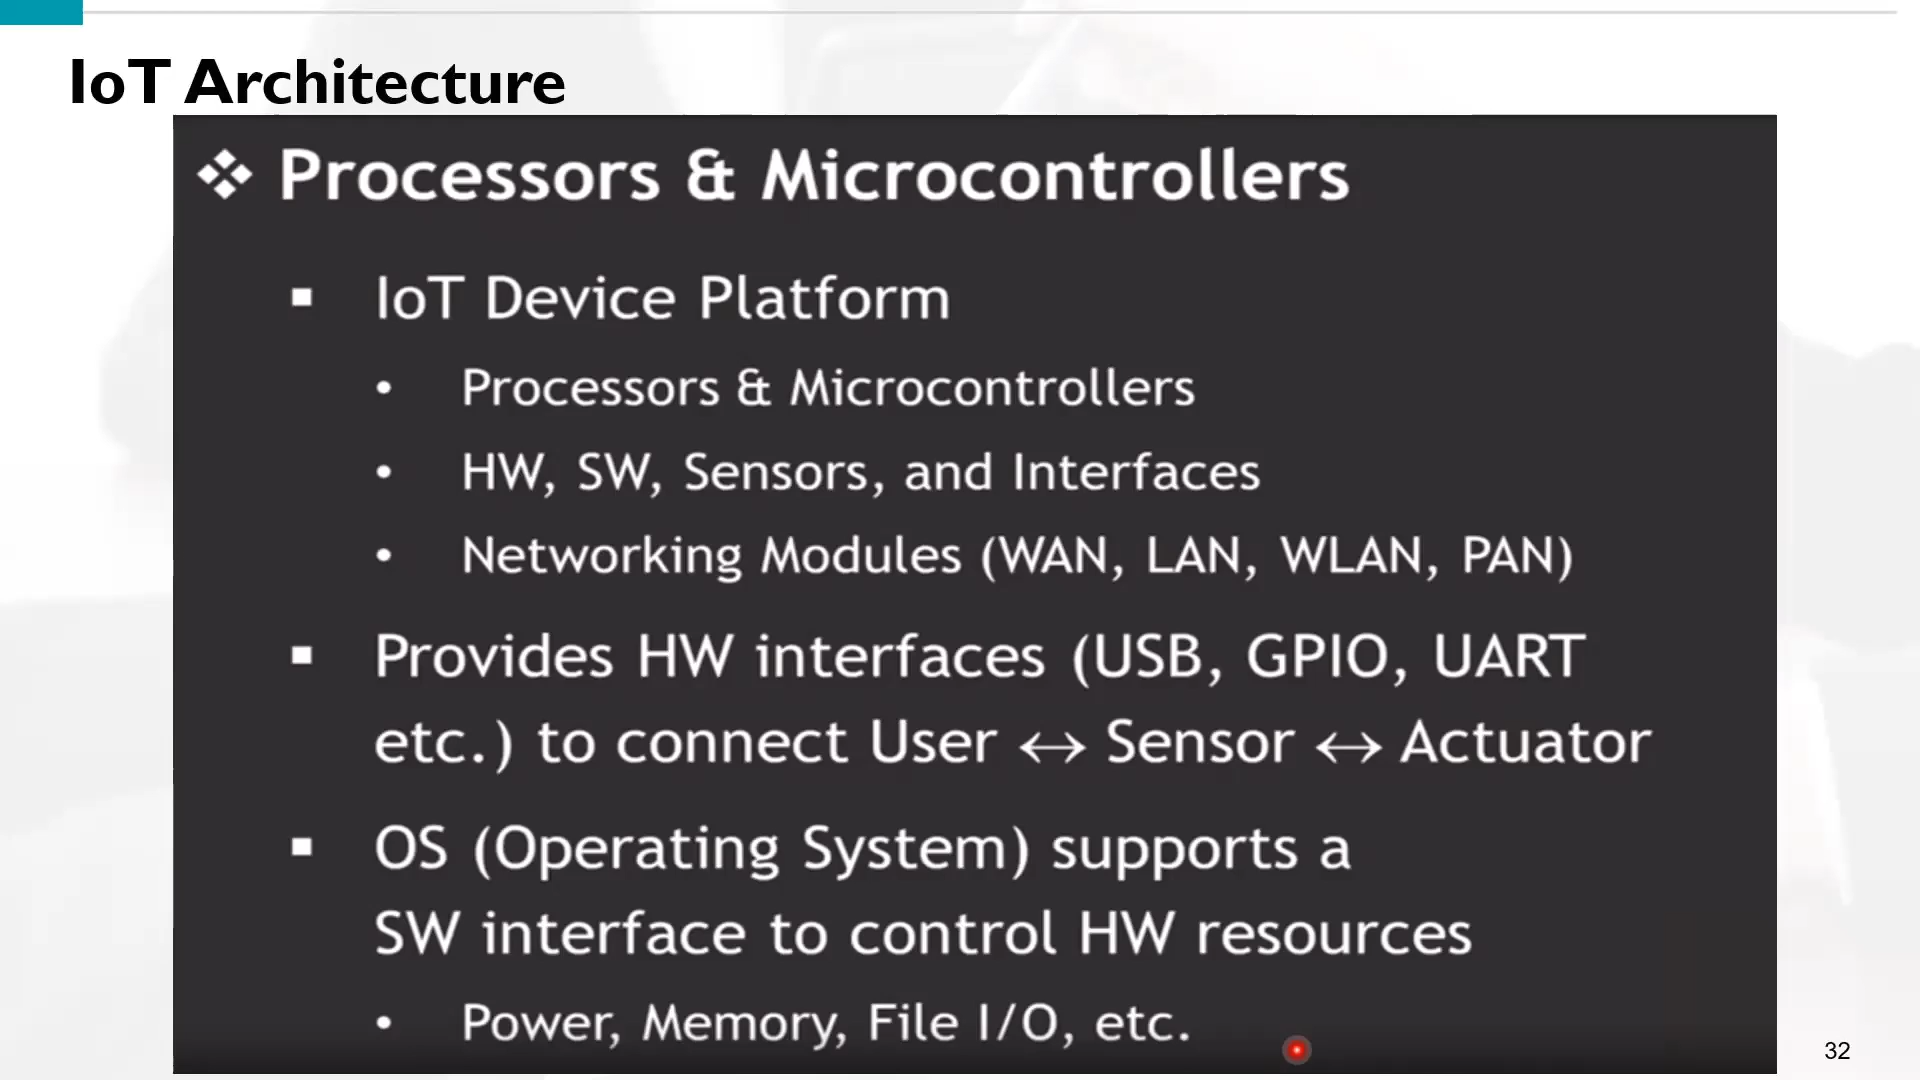 IoT Architecture
❖ Processors & Microcontrollers
▪ IoT Device Platform
• Processors & Microcontrollers
• HW, SW, Sensors, and Interfaces
• Networking Modules (WAN, LAN, WLAN, PAN)
▪ Provides HW interfaces (USB, GPIO, UART
etc.) to connect User ↔ Sensor ↔ Actuator
▪ OS (Operating System) supports a
SW interface to control HW resources
• Power, Memory, File I/O, etc.
32